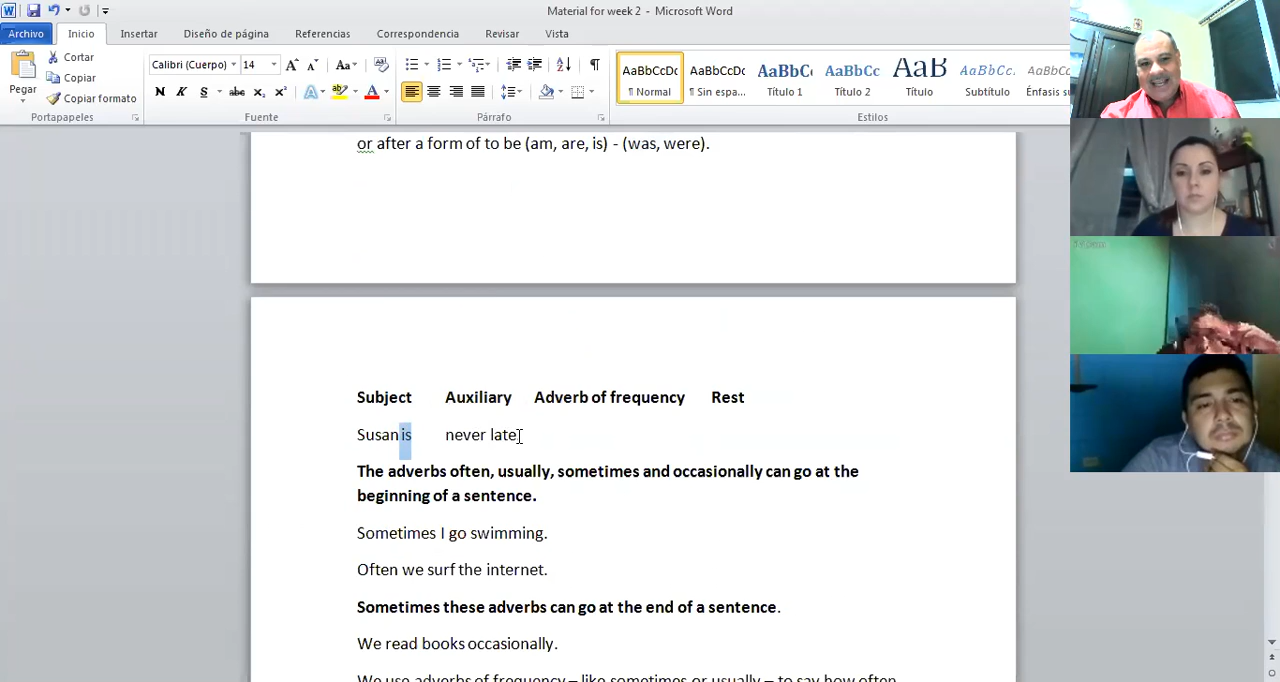 Material for week 2 - Microsoft Word
Archivo Inicio Insertar Diseño de página Referencias Correspondencia Revisar Vista
Pegar
Cortar
Copiar
Copiar formato
Portapapeles
Calibri (Cuerpo) 14
Fuente
Párrafo
AaBbCcDc AaBbCcDc AaBbC AaBbCc AaB AaBbCc. AaBbCc
¶ Normal ¶ Sin espa... Título 1 Título 2 Título Subtítulo Énfasis
Estilos
or after a form of to be (am, are, is) - (was, were).
Subject Auxiliary Adverb of frequency Rest
Susan is never late
The adverbs often, usually, sometimes and occasionally can go at the
beginning of a sentence.
Sometimes I go swimming.
Often we surf the internet.
Sometimes these adverbs can go at the end of a sentence.
We read books occasionally.
We use adverbs of frequency – like sometimes or usually – to say how often